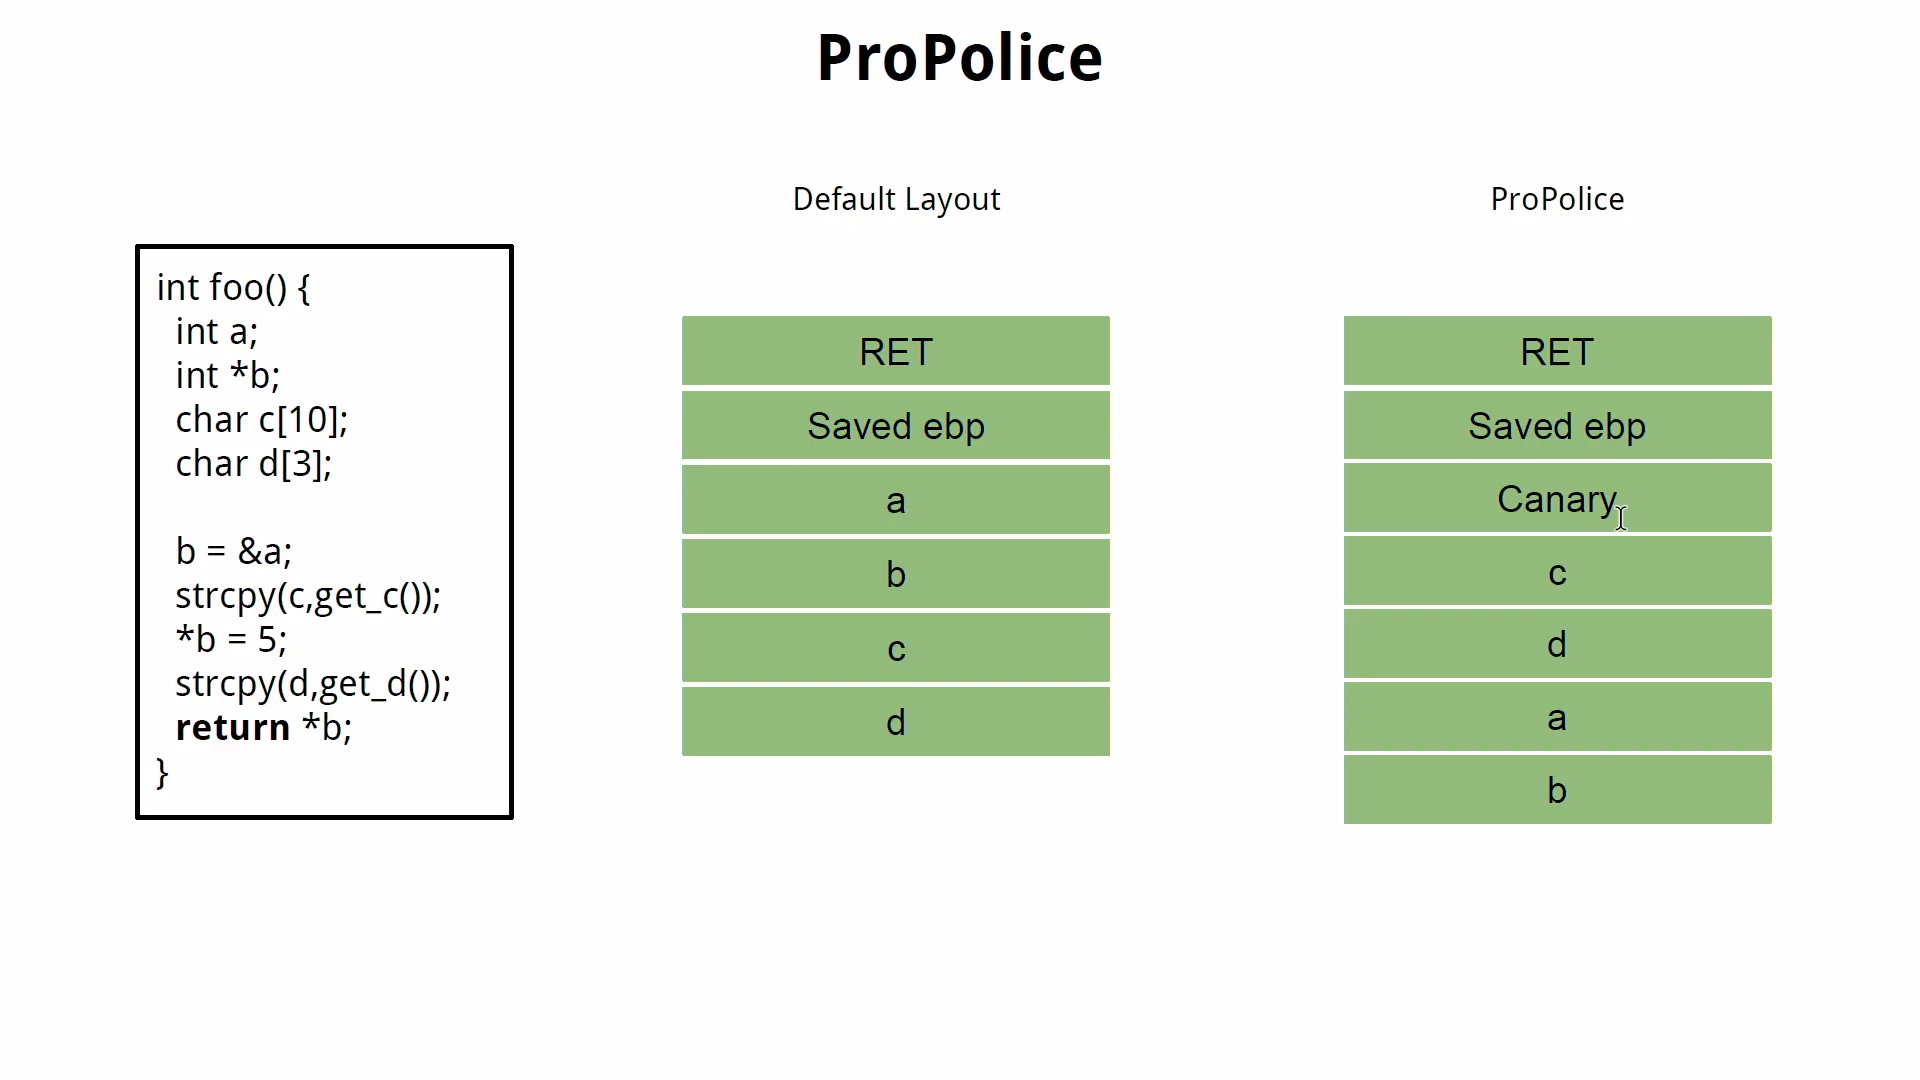 ProPolice
Default Layout
ProPolice
int foo() {
int a;
int *b;
char c[10];
char d[3];
b = &a;
strcpy(c,get_c());
*b = 5;
strcpy(d,get_d());
return *b;
}
RET
Saved ebp
a
b
c
d
RET
Saved ebp
Canary
c
d
a
b